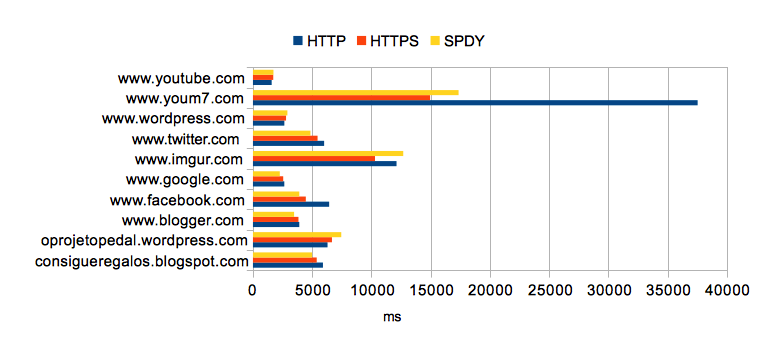 HTTP HTTPS SPDY
www.youtube.com
www.youm7.com
www.wordpress.com
www.twitter.com
www.imgur.com
www.google.com
www.facebook.com
www.blogger.com
oprojetopedal.wordpress.com
consigueregalos.blogspot.com
0 5000 10000 15000 20000 25000 30000 35000 40000
ms